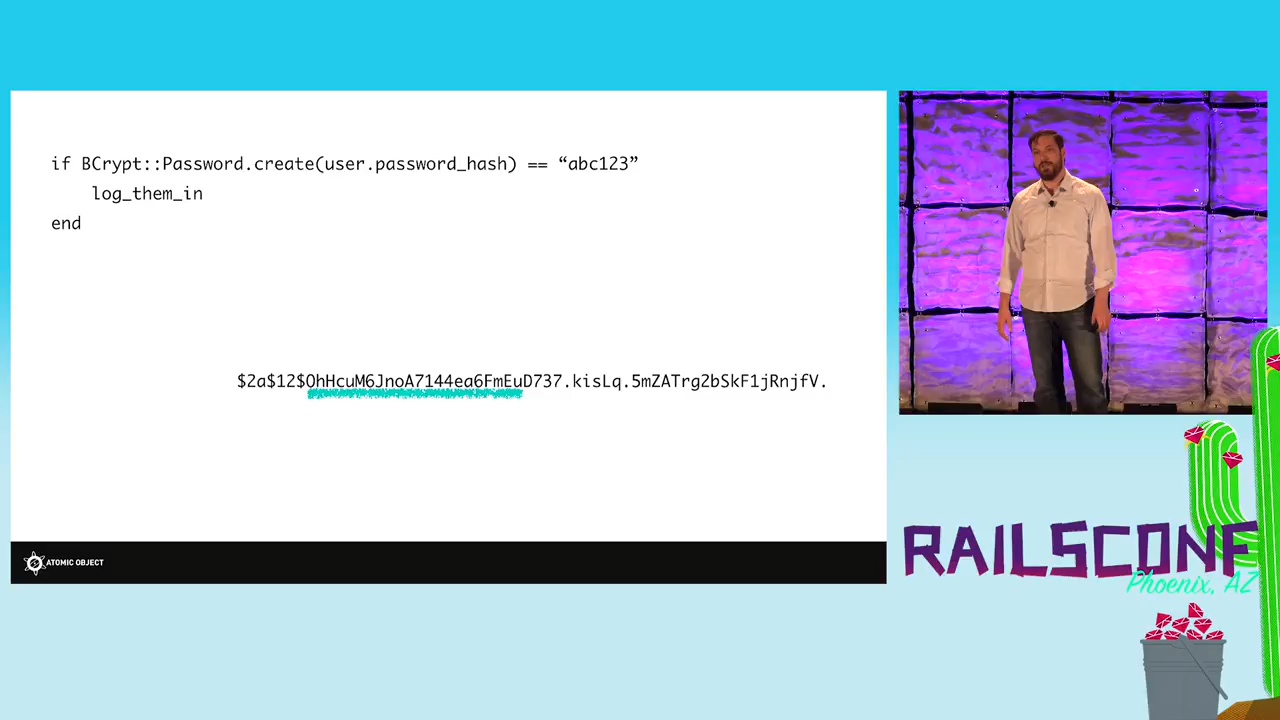 if BCrypt::Password.create(user.password_hash) == “abc123”
log_them_in
end
$2a$12$OhHcuM6JnoA7144ea6FmEuD737.kisLq.5mZATrg2bSkF1jRnjfV.
ATOMIC OBJECT
RAILSCONF
Phoenix, AZ